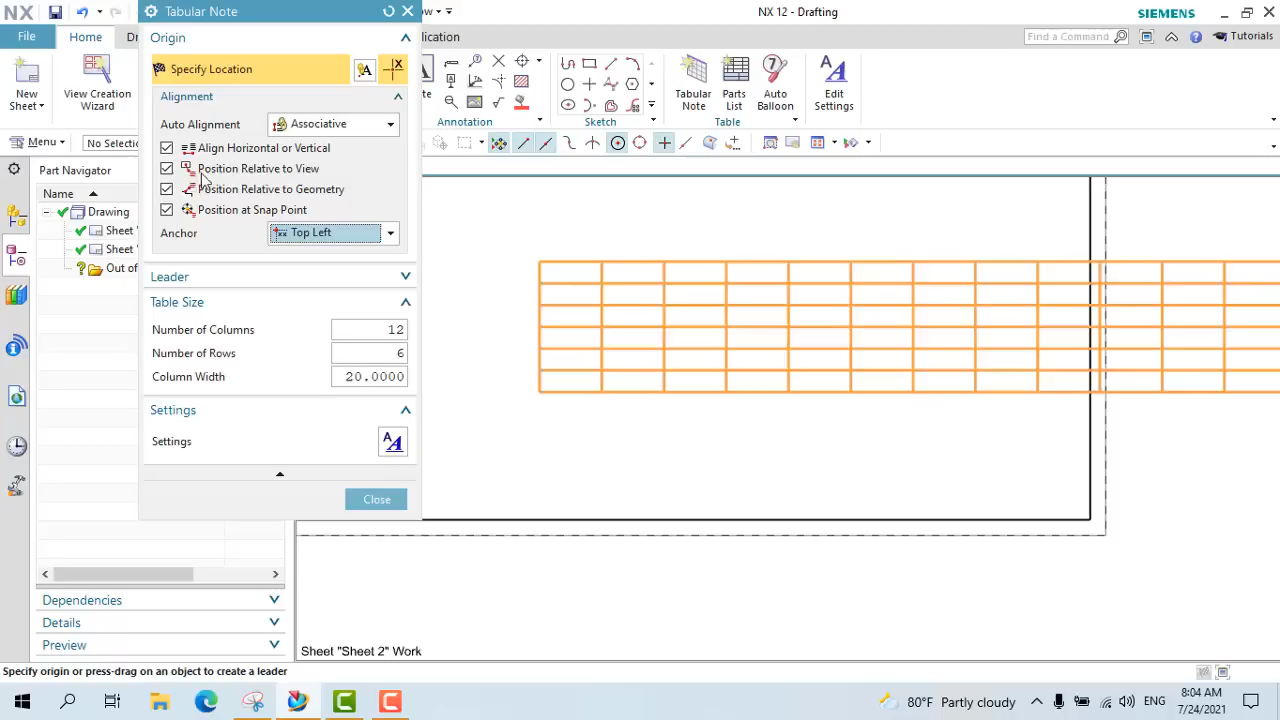 NX
Tabular Note
NX 12 - Drafting
SIEMENS
File
Home
Find a Command
Tutorials
Origin
Specify Location
Alignment
Auto Alignment
Associative
Align Horizontal or Vertical
Position Relative to View
Position Relative to Geometry
Position at Snap Point
Anchor
Top Left
Leader
Table Size
Number of Columns
12
Number of Rows
6
Column Width
20.0000
Settings
Settings
Close
New
Sheet
View Creation
Wizard
Annotation
Sketch
Tabular
Note
Parts
List
Auto
Balloon
Table
Edit
Settings
Menu
No Selection
Part Navigator
Name
Drawing
Sheet
Sheet
Out of
Dependencies
Details
Preview
Sheet "Sheet 2" Work
Specify origin or press-drag on an object to create a leader
80°F Partly cloudy
ENG
8:04 AM
7/24/2021